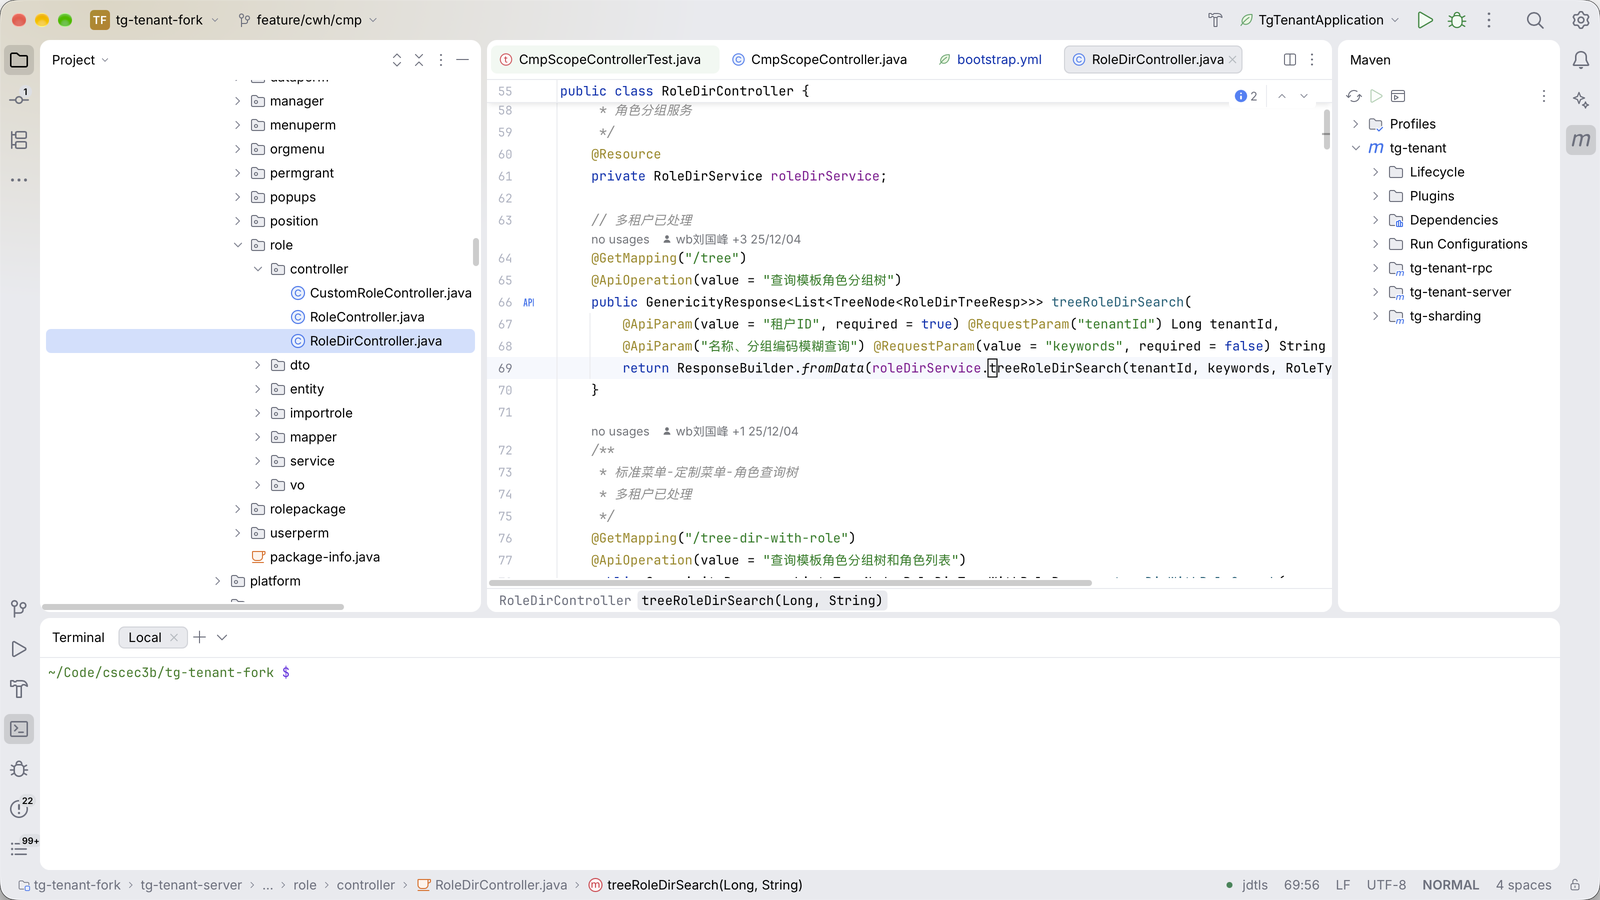 TF tg-tenant-fork feature/cwh/cmp TgTenantApplication
Project
manager
menuperm
orgmenu
permgrant
popups
position
role
controller
CustomRoleController.java
RoleController.java
RoleDirController.java
dto
entity
importrole
mapper
service
vo
rolepackage
userperm
package-info.java
platform
1
22
99+
CmpScopeControllerTest.java CmpScopeController.java bootstrap.yml RoleDirController.java
55 public class RoleDirController {
2
58 * 角色分组服务
59 */
60 @Resource
61 private RoleDirService roleDirService;
62
63 // 多租户已处理
no usages wb刘国峰 +3 25/12/04
64 @GetMapping("/tree")
65 @ApiOperation(value = "查询模板角色分组树")
66 API public GenericityResponse<List<TreeNode<RoleDirTreeResp>>> treeRoleDirSearch(
67 @ApiParam(value = "租户ID", required = true) @RequestParam("tenantId") Long tenantId,
68 @ApiParam("名称、分组编码模糊查询") @RequestParam(value = "keywords", required = false) String
69 return ResponseBuilder.fromData(roleDirService.treeRoleDirSearch(tenantId, keywords, RoleTy
70 }
71
no usages wb刘国峰 +1 25/12/04
72 /**
73 * 标准菜单-定制菜单-角色查询树
74 * 多租户已处理
75 */
76 @GetMapping("/tree-dir-with-role")
77 @ApiOperation(value = "查询模板角色分组树和角色列表")
RoleDirController treeRoleDirSearch(Long, String)
Maven
Profiles
tg-tenant
Lifecycle
Plugins
Dependencies
Run Configurations
tg-tenant-rpc
tg-tenant-server
tg-sharding
Terminal Local
~/Code/cscec3b/tg-tenant-fork $
tg-tenant-fork › tg-tenant-server › ... › role › controller › RoleDirController.java › treeRoleDirSearch(Long, String)
jdtls 69:56 LF UTF-8 NORMAL 4 spaces